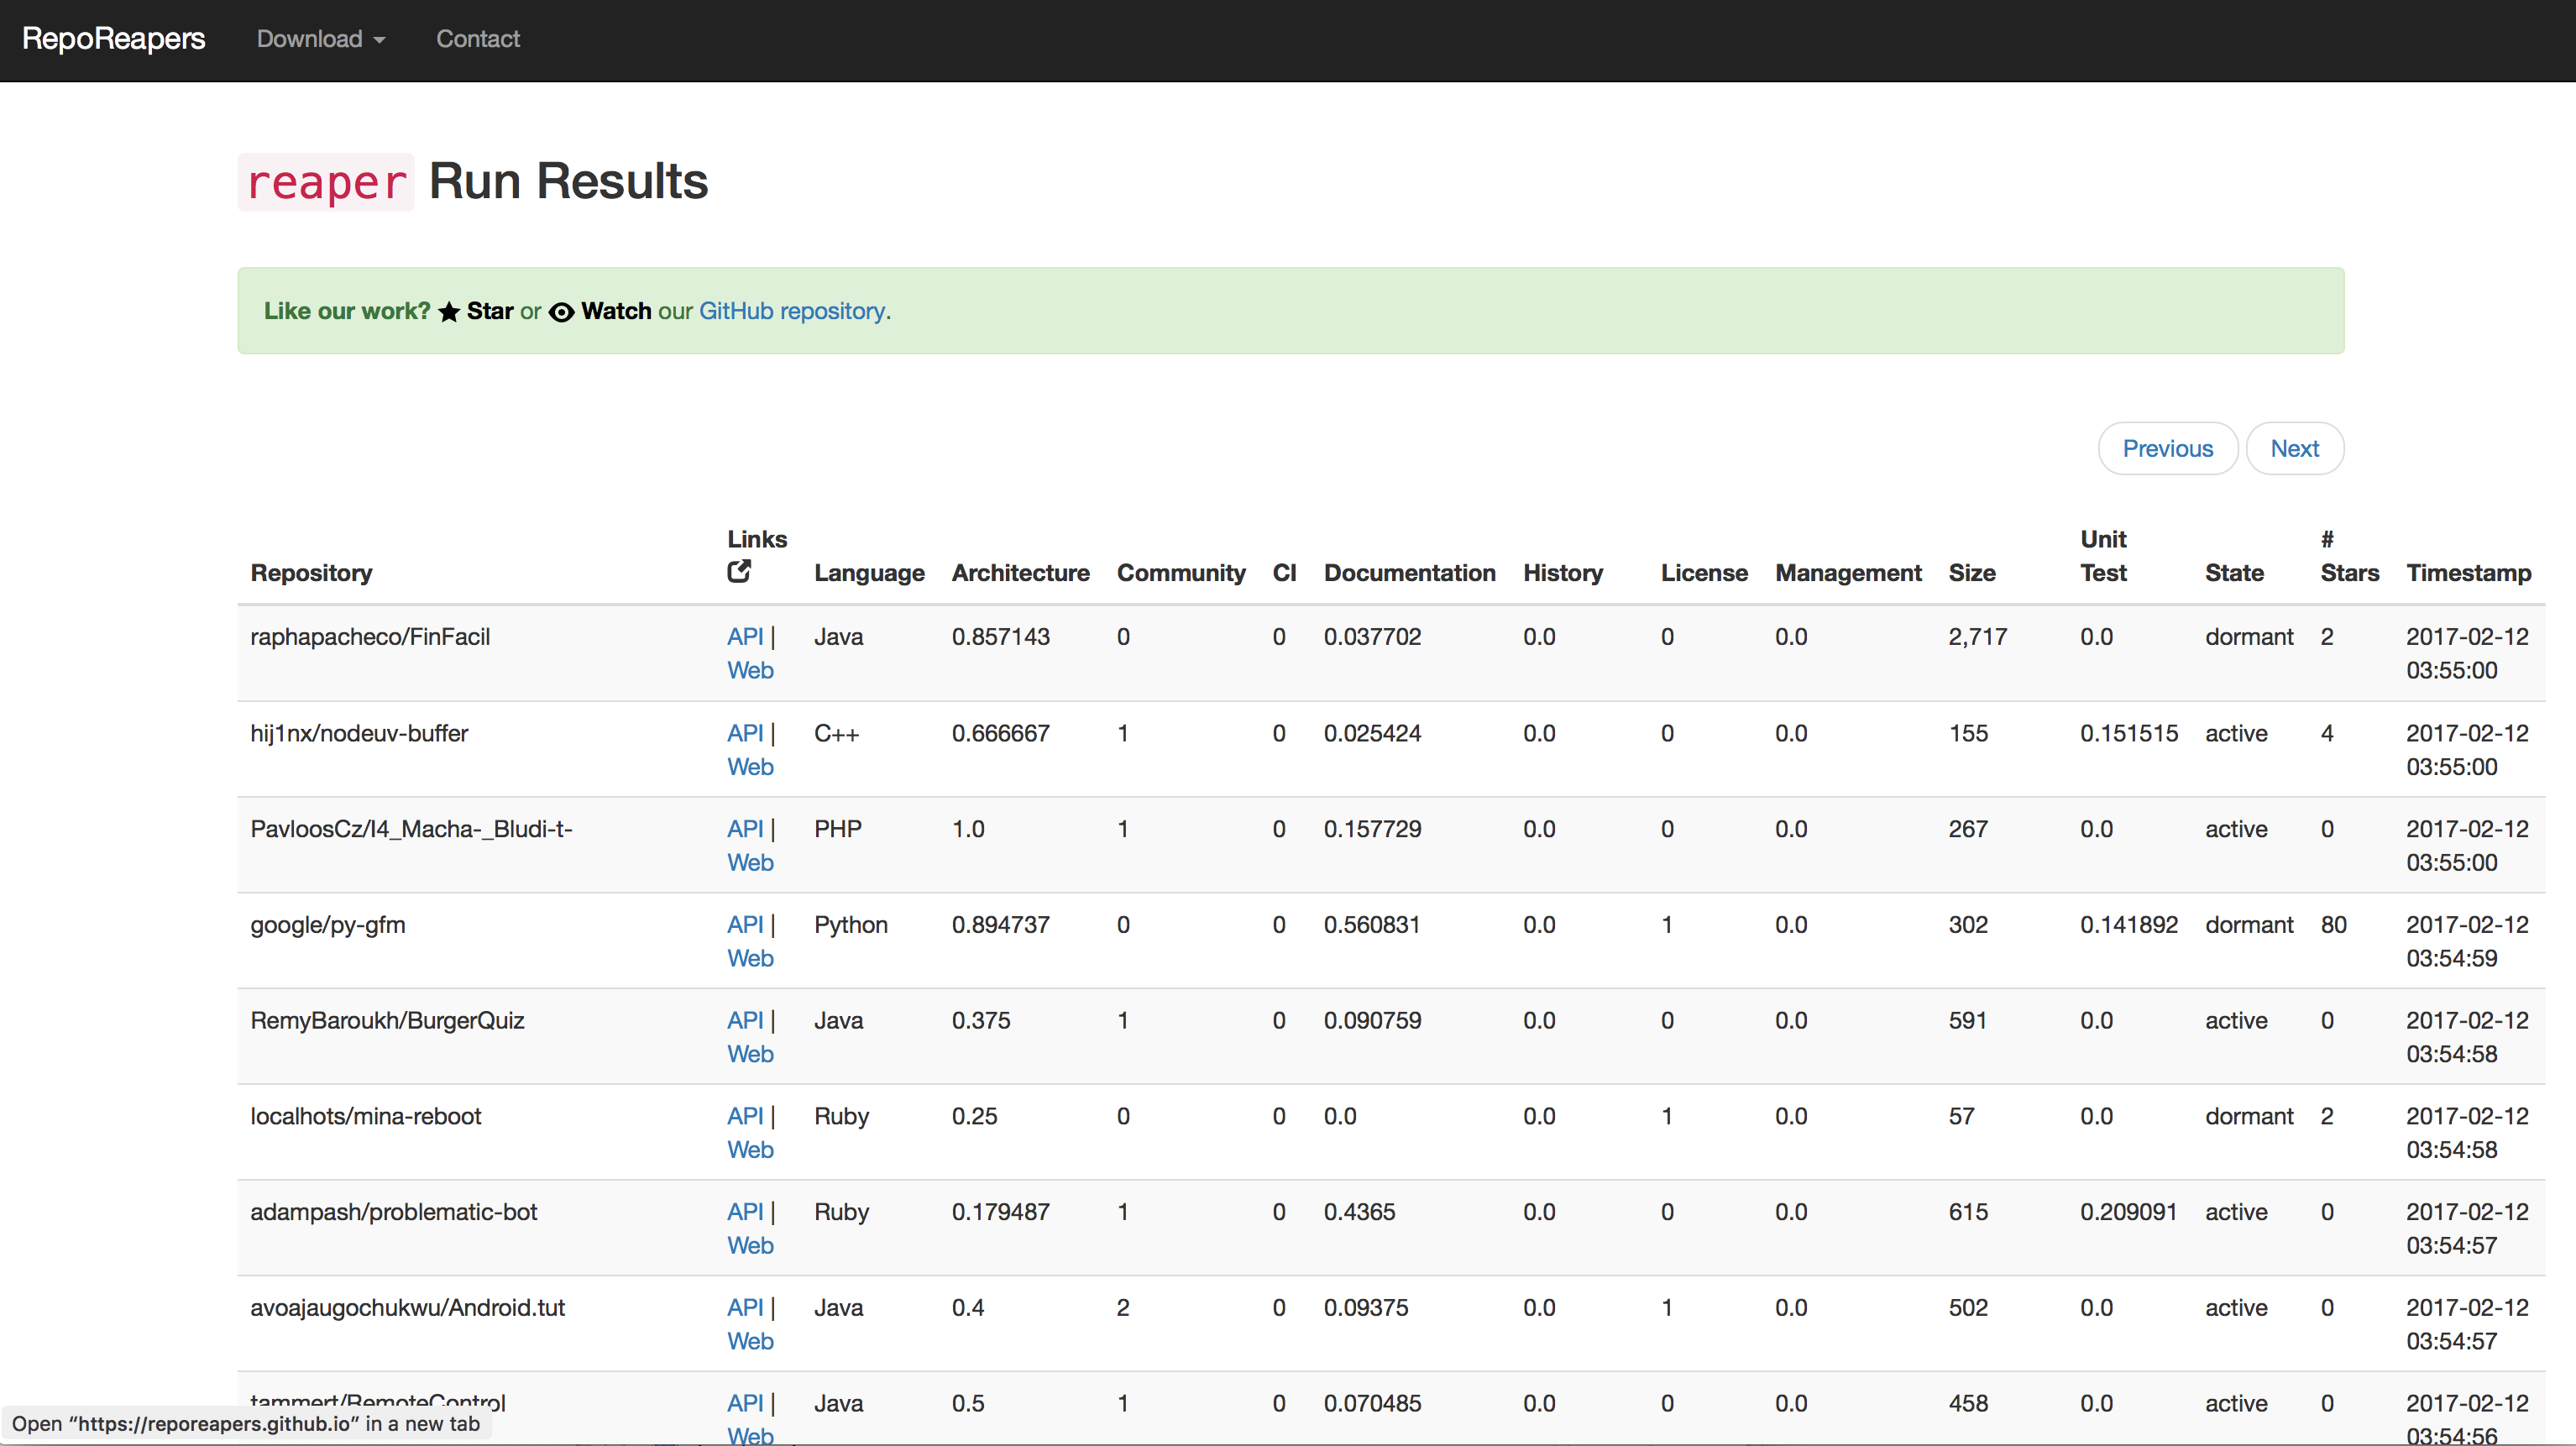 RepoReapers Download Contact
reaper Run Results
Like our work? Star or Watch our GitHub repository.
Previous Next
Repository Links Language Architecture Community CI Documentation History License Management Size Unit Test State # Stars Timestamp
raphapacheco/FinFacil API | Web Java 0.857143 0 0 0.037702 0.0 0 0.0 2,717 0.0 dormant 2 2017-02-12 03:55:00
hij1nx/nodeuv-buffer API | Web C++ 0.666667 1 0 0.025424 0.0 0 0.0 155 0.151515 active 4 2017-02-12 03:55:00
PavloosCz/I4_Macha-_Bludi-t- API | Web PHP 1.0 1 0 0.157729 0.0 0 0.0 267 0.0 active 0 2017-02-12 03:55:00
google/py-gfm API | Web Python 0.894737 0 0 0.560831 0.0 1 0.0 302 0.141892 dormant 80 2017-02-12 03:54:59
RemyBaroukh/BurgerQuiz API | Web Java 0.375 1 0 0.090759 0.0 0 0.0 591 0.0 active 0 2017-02-12 03:54:58
localhots/mina-reboot API | Web Ruby 0.25 0 0 0.0 0.0 1 0.0 57 0.0 dormant 2 2017-02-12 03:54:58
adampash/problematic-bot API | Web Ruby 0.179487 1 0 0.4365 0.0 0 0.0 615 0.209091 active 0 2017-02-12 03:54:57
avoajaugochukwu/Android.tut API | Web Java 0.4 2 0 0.09375 0.0 1 0.0 502 0.0 active 0 2017-02-12 03:54:57
tammert/RemoteControl API | Web Java 0.5 1 0 0.070485 0.0 0 0.0 458 0.0 active 0 2017-02-12 03:54:56
Open “https://reporeapers.github.io” in a new tab